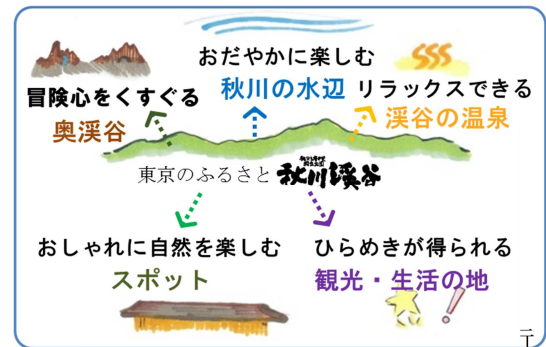 おだやかに楽しむ
秋川の水辺
冒険心をくすぐる
奥渓谷
リラックスできる
渓谷の温泉
東京のふるさと 秋川渓谷
おしゃれに自然を楽しむ
スポット
ひらめきが得られる
観光・生活の地